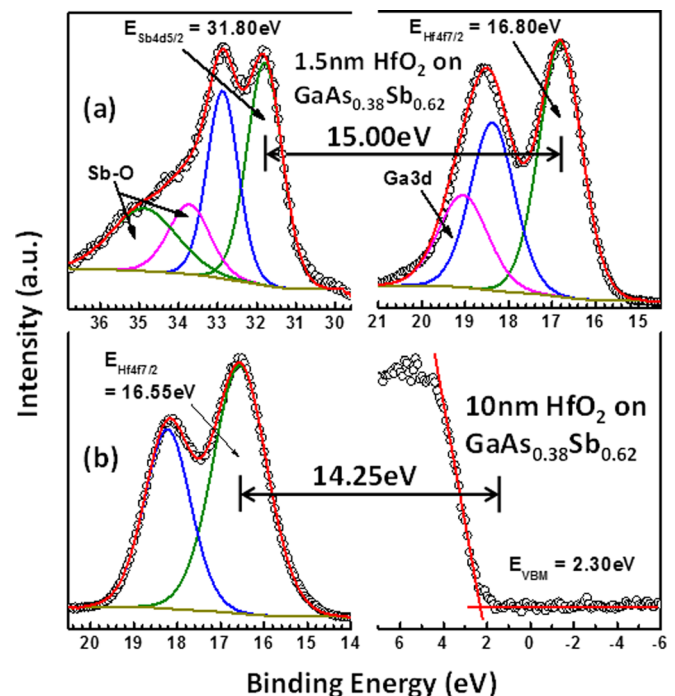 E_Sb4d5/2 = 31.80eV
(a)
1.5nm HfO₂ on
GaAs₀.₃₈Sb₀.₆₂
15.00eV
Sb-O
36 35 34 33 32 31 30
E_Hf4f7/2
= 16.80eV
Ga3d
21 20 19 18 17 16 15
Intensity (a.u.)
E_Hf4f7/2
= 16.55eV
(b)
14.25eV
20 19 18 17 16 15 14
10nm HfO₂ on
GaAs₀.₃₈Sb₀.₆₂
E_VBM = 2.30eV
6 4 2 0 -2 -4 -6
Binding Energy (eV)